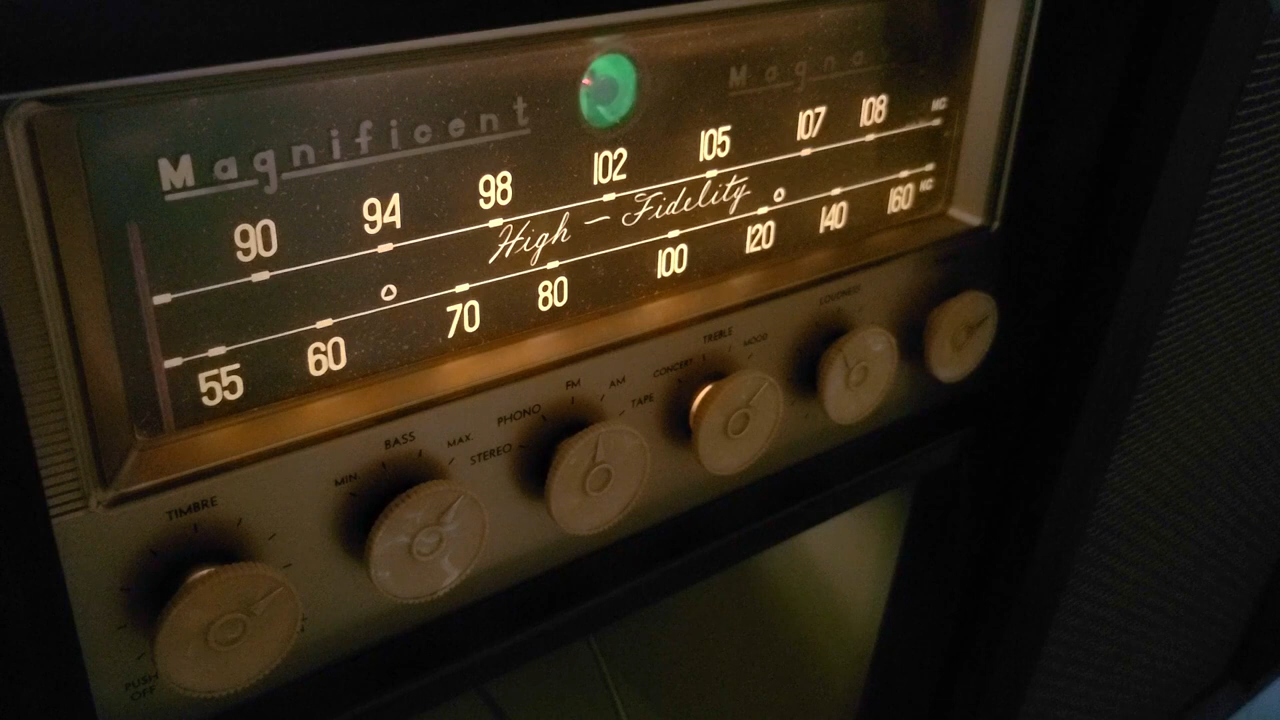 Magnificent Magna
90 94 98 102 105 107 108 MC
High - Fidelity
55 60 70 80 100 120 140 160 KC
TIMBRE
PUSH OFF
MIN. BASS MAX.
STEREO PHONO FM AM TAPE
CONCERT TREBLE MOOD
LOUDNESS